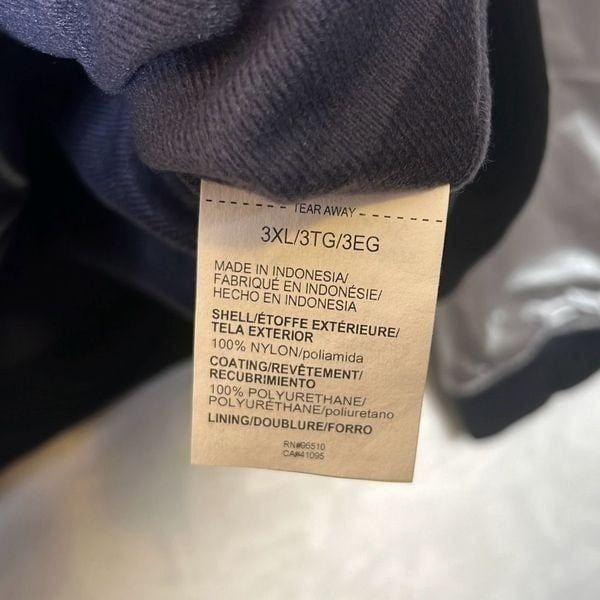 TEAR AWAY
3XL/3TG/3EG
MADE IN INDONESIA/
FABRIQUÉ EN INDONÉSIE/
HECHO EN INDONESIA
SHELL/ÉTOFFE EXTÉRIEURE/
TELA EXTERIOR
100% NYLON/poliamida
COATING/REVÊTEMENT/
RECUBRIMIENTO
100% POLYURETHANE/
POLYURÉTHANE/poliuretano
LINING/DOUBLURE/FORRO
RN#95510
CA#41095